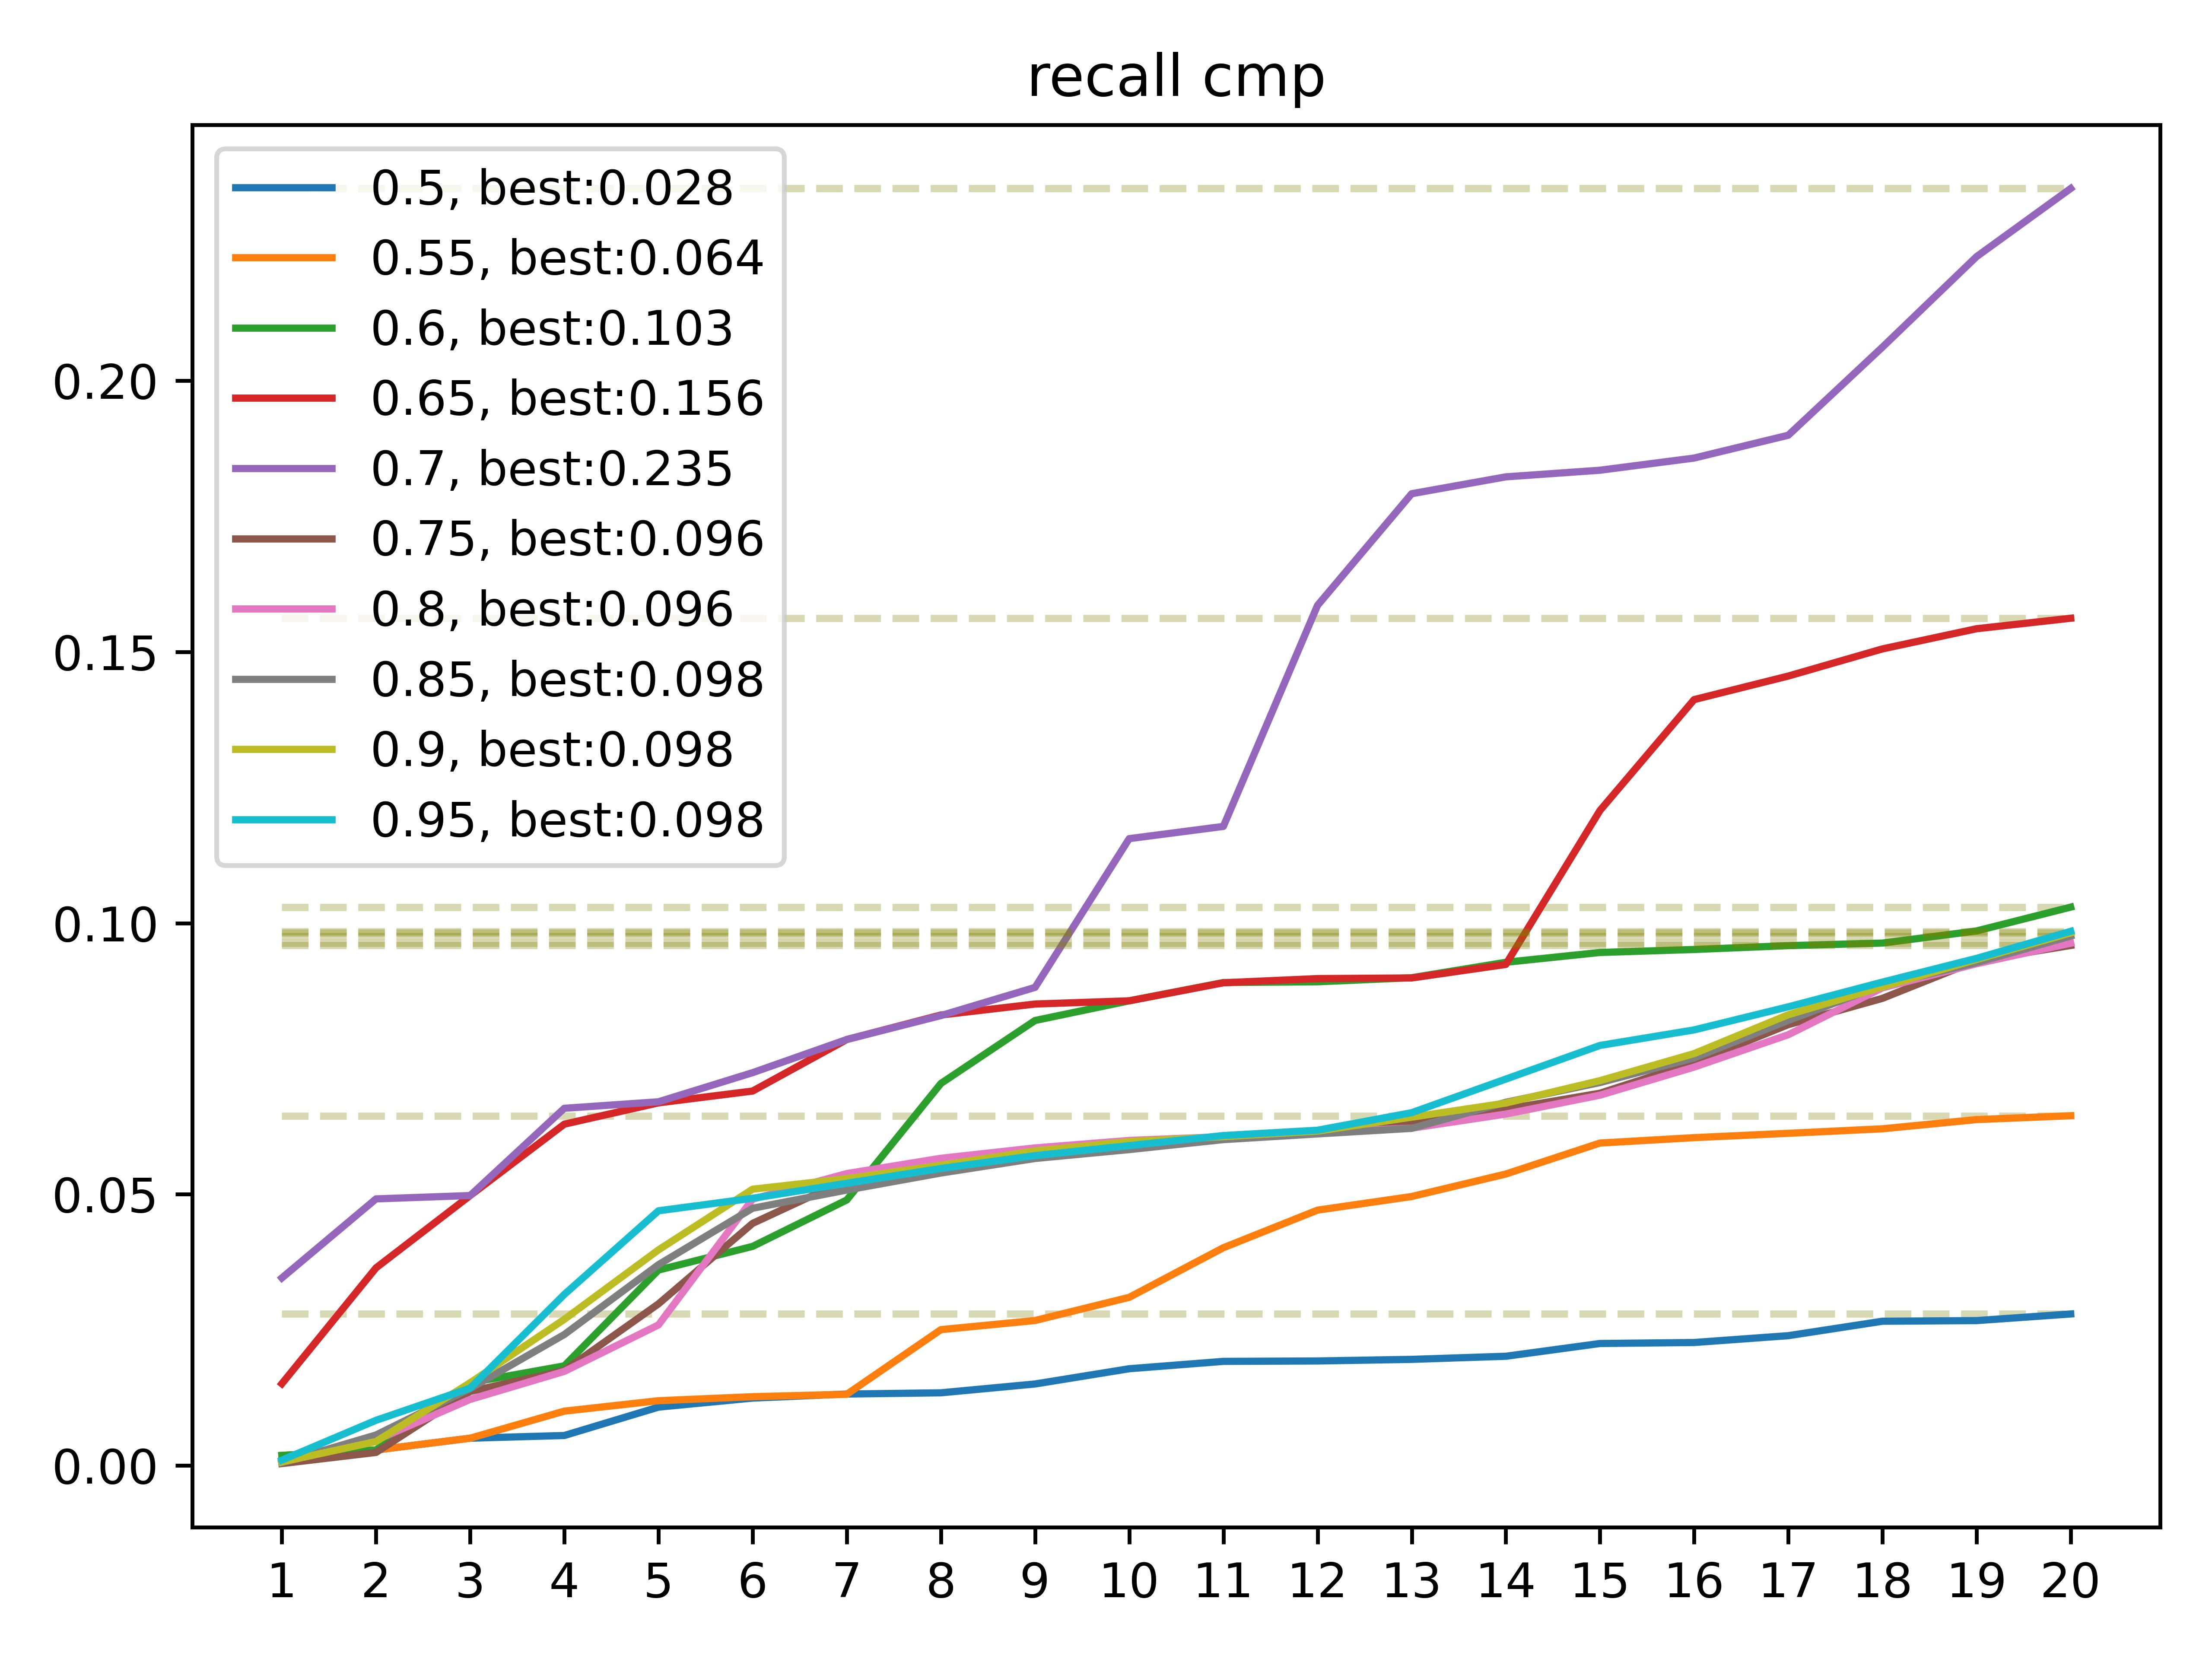 recall cmp
0.5, best:0.028
0.55, best:0.064
0.6, best:0.103
0.65, best:0.156
0.7, best:0.235
0.75, best:0.096
0.8, best:0.096
0.85, best:0.098
0.9, best:0.098
0.95, best:0.098
0.20
0.15
0.10
0.05
0.00
1 2 3 4 5 6 7 8 9 10 11 12 13 14 15 16 17 18 19 20